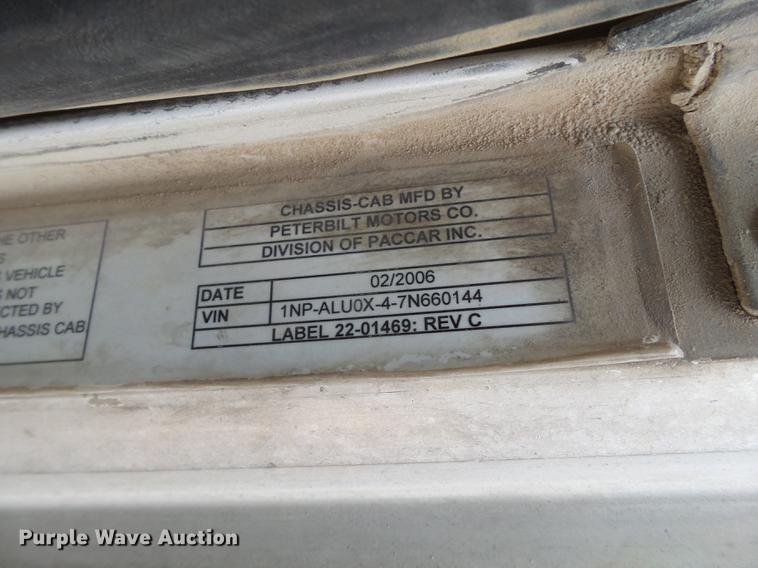 HE OTHER
S
VEHICLE
S NOT
CTED BY
HASSIS CAB
CHASSIS-CAB MFD BY
PETERBILT MOTORS CO.
DIVISION OF PACCAR INC.
DATE 02/2006
VIN 1NP-ALU0X-4-7N660144
LABEL 22-01469: REV C
Purple Wave Auction